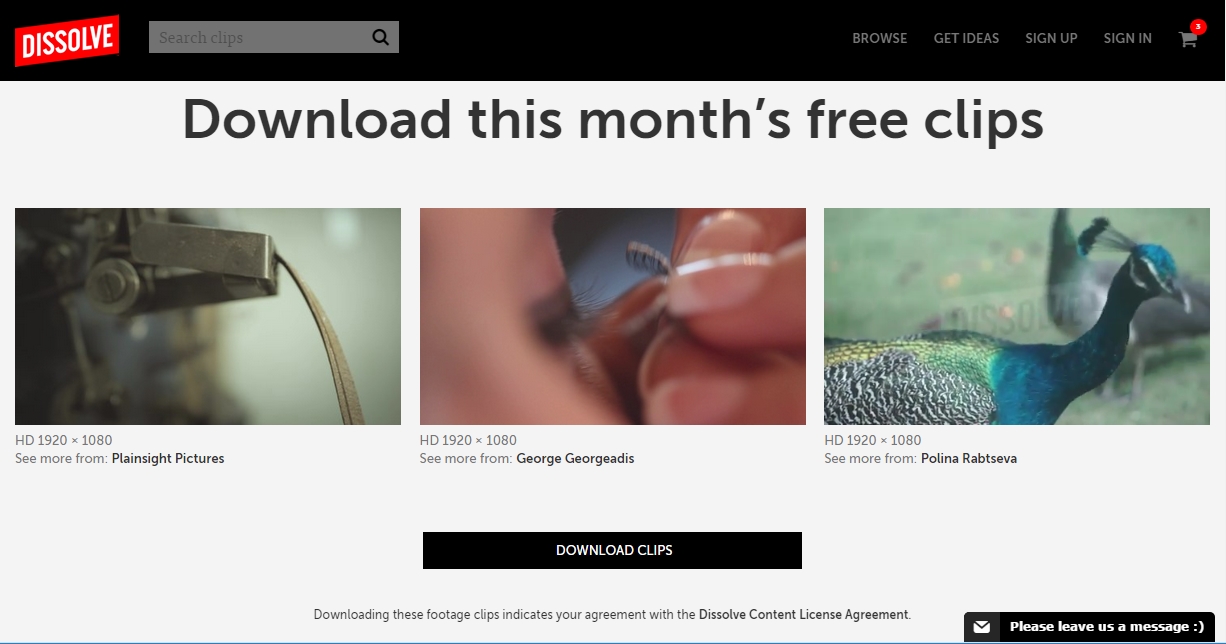 DISSOLVE
Search clips
BROWSE GET IDEAS SIGN UP SIGN IN 3
Download this month’s free clips
DISSOLVE
HD 1920 × 1080
See more from: Plainsight Pictures
HD 1920 × 1080
See more from: George Georgeadis
HD 1920 × 1080
See more from: Polina Rabtseva
DOWNLOAD CLIPS
Downloading these footage clips indicates your agreement with the Dissolve Content License Agreement.
Please leave us a message :)